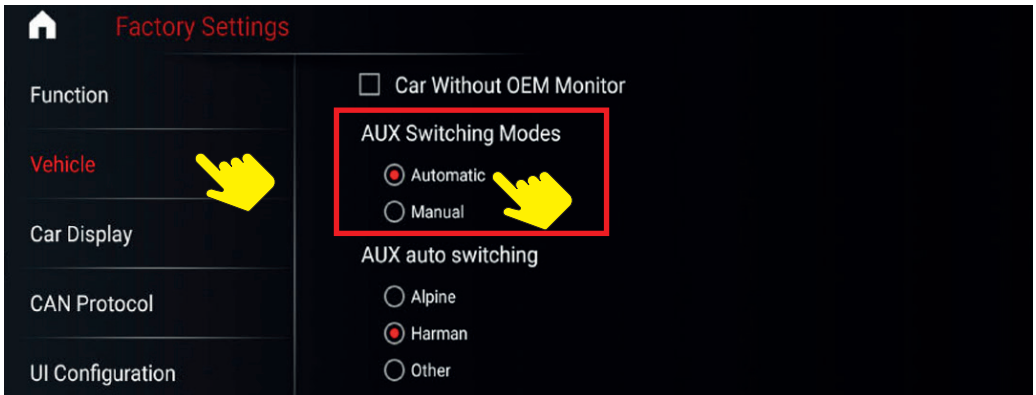 Factory Settings
Function
Vehicle
Car Display
CAN Protocol
UI Configuration
Car Without OEM Monitor
AUX Switching Modes
Automatic
Manual
AUX auto switching
Alpine
Harman
Other